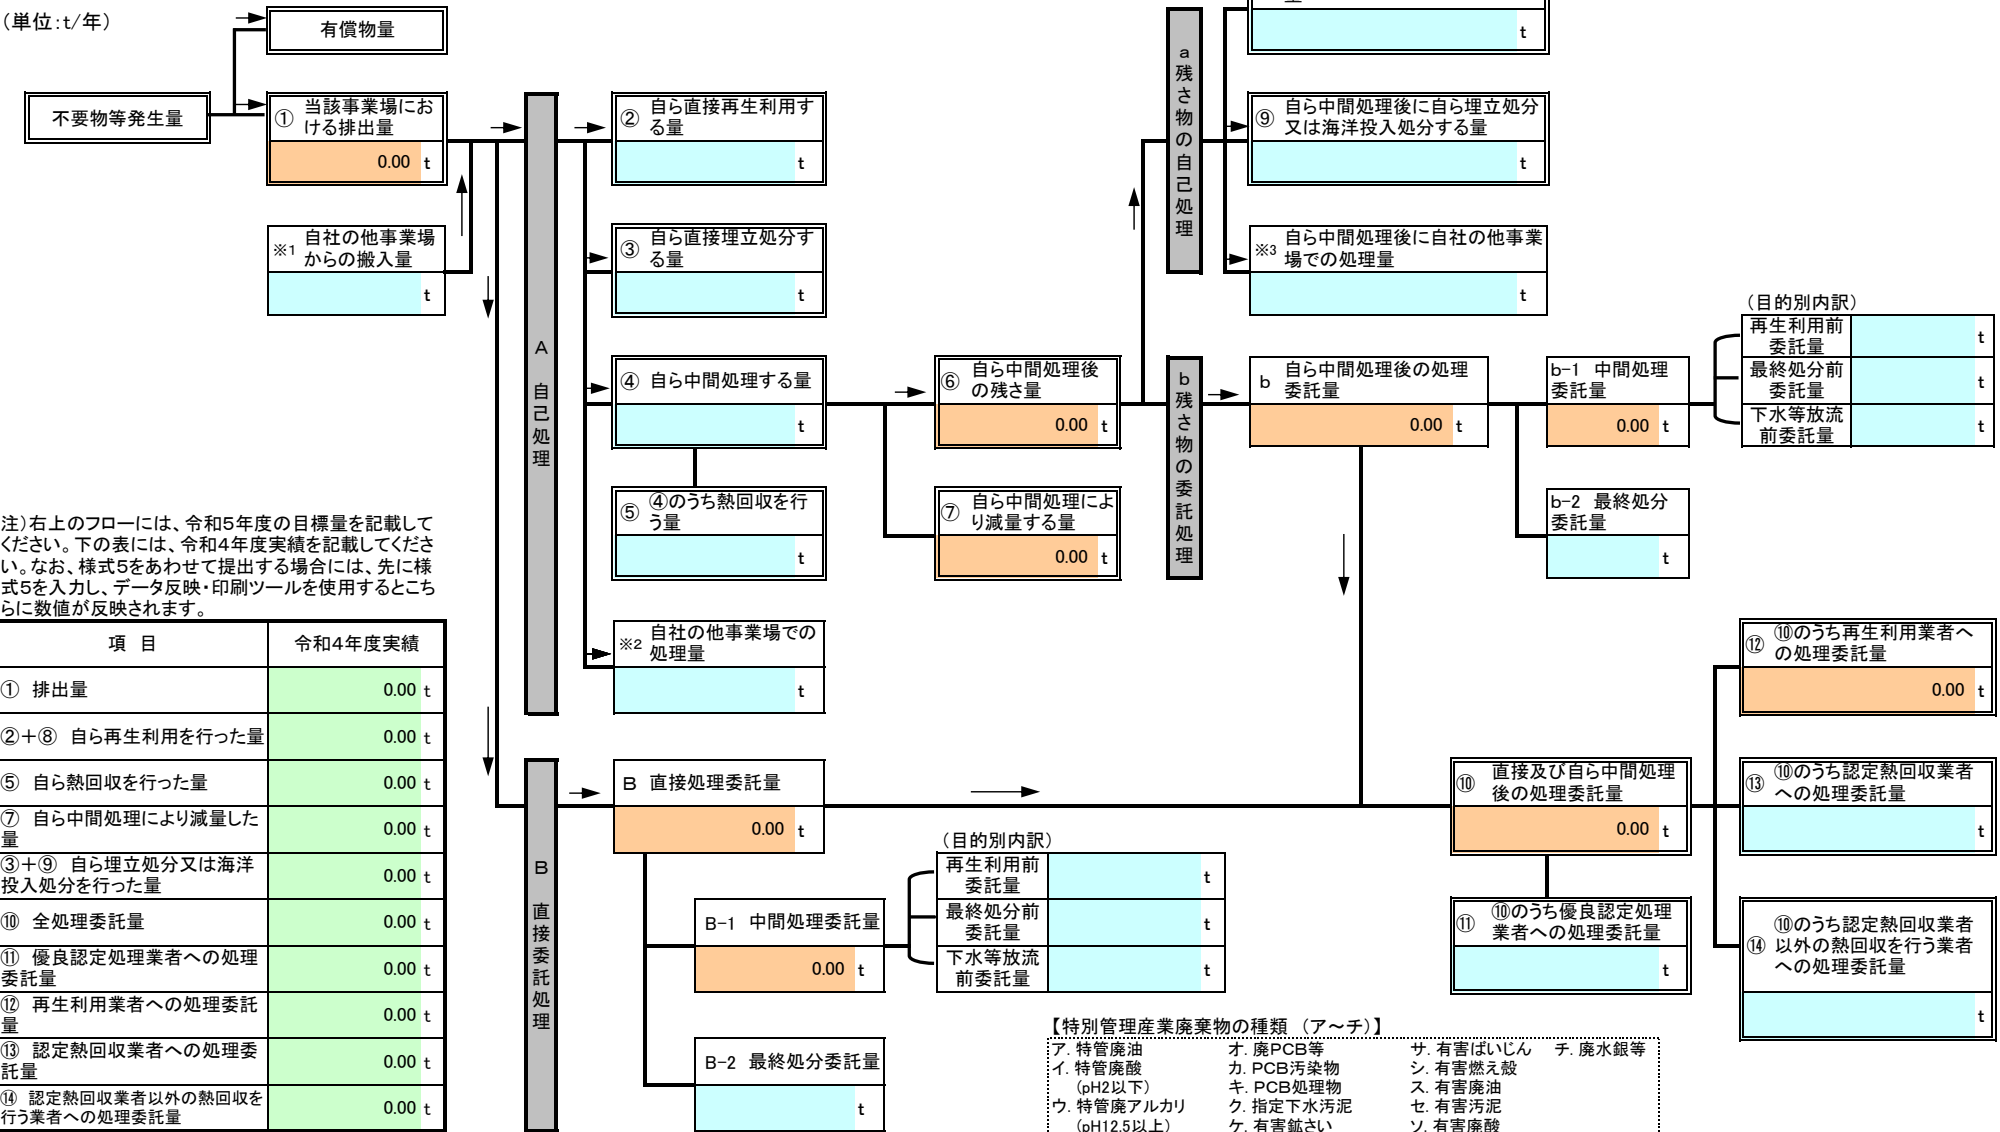 （単位：t/年）
有償物量
不要物等発生量
① 当該事業場にお
ける排出量
0.00 t
※1 自社の他事業場
からの搬入量
t
A 自己処理
② 自ら直接再生利用す
る量
t
③ 自ら直接埋立処分す
る量
t
④ 自ら中間処理する量
t
⑤ ④のうち熱回収を行
う量
t
※2 自社の他事業場での
処理量
t
⑥ 自ら中間処理後
の残さ量
0.00 t
⑦ 自ら中間処理によ
り減量する量
0.00 t
a残さ物の自己処理
t
⑨ 自ら中間処理後に自ら埋立処分
又は海洋投入処分する量
t
※3 自ら中間処理後に自社の他事業
場での処理量
t
b残さ物の委託処理
b 自ら中間処理後の処理
委託量
0.00 t
b-1 中間処理
委託量
0.00 t
（目的別内訳）
再生利用前
委託量
t
最終処分前
委託量
t
下水等放流
前委託量
t
b-2 最終処分
委託量
t
注）右上のフローには、令和5年度の目標量を記載して
ください。下の表には、令和4年度実績を記載してくださ
い。なお、様式5をあわせて提出する場合には、先に様
式5を入力し、データ反映・印刷ツールを使用するとこち
らに数値が反映されます。
項 目 令和4年度実績
① 排出量 0.00 t
②＋⑧ 自ら再生利用を行った量 0.00 t
⑤ 自ら熱回収を行った量 0.00 t
⑦ 自ら中間処理により減量した
量 0.00 t
③＋⑨ 自ら埋立処分又は海洋
投入処分を行った量 0.00 t
⑩ 全処理委託量 0.00 t
⑪ 優良認定処理業者への処理
委託量 0.00 t
⑫ 再生利用業者への処理委託
量 0.00 t
⑬ 認定熱回収業者への処理委
託量 0.00 t
⑭ 認定熱回収業者以外の熱回収を
行う業者への処理委託量 0.00 t
B 直接委託処理
B 直接処理委託量
0.00 t
B-1 中間処理委託量
0.00 t
（目的別内訳）
再生利用前
委託量
t
最終処分前
委託量
t
下水等放流
前委託量
t
B-2 最終処分委託量
t
⑩ 直接及び自ら中間処理
後の処理委託量
0.00 t
⑪ ⑩のうち優良認定処理
業者への処理委託量
t
⑫ ⑩のうち再生利用業者へ
の処理委託量
0.00 t
⑬ ⑩のうち認定熱回収業者
への処理委託量
t
⑭ ⑩のうち認定熱回収業者
以外の熱回収を行う業者
への処理委託量
t
【特別管理産業廃棄物の種類（ア～チ）】
ア. 特管廃油 オ. 廃PCB等 サ. 有害ばいじん チ. 廃水銀等
イ. 特管廃酸 カ. PCB汚染物 シ. 有害燃え殻
（pH2以下） キ. PCB処理物 ス. 有害廃油
ウ. 特管廃アルカリ ク. 指定下水汚泥 セ. 有害汚泥
（pH12.5以上） ケ. 有害鉱さい ソ. 有害廃酸